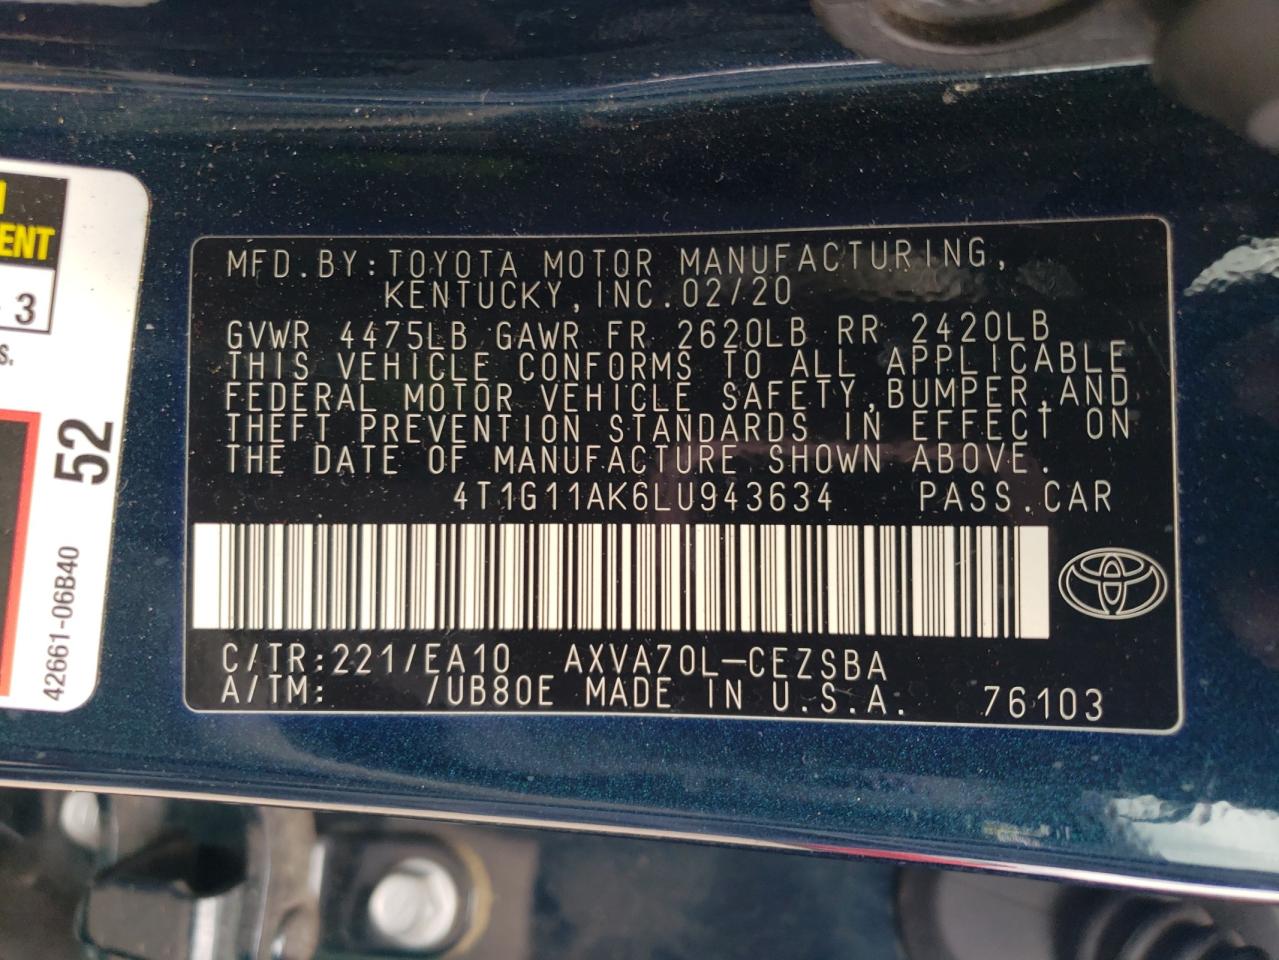 MFD.BY:TOYOTA MOTOR MANUFACTURING,
KENTUCKY,INC.02/20
GVWR 4475LB GAWR FR 2620LB RR 2420LB
THIS VEHICLE CONFORMS TO ALL APPLICABLE
FEDERAL MOTOR VEHICLE SAFETY,BUMPER,AND
THEFT PREVENTION STANDARDS IN EFFECT ON
THE DATE OF MANUFACTURE SHOWN ABOVE.
4T1G11AK6LU943634 PASS.CAR
C/TR:221/EA10 AXVA70L-CEZSBA
A/TM: /UB80E MADE IN U.S.A. 76103
3
52
42661-06B40